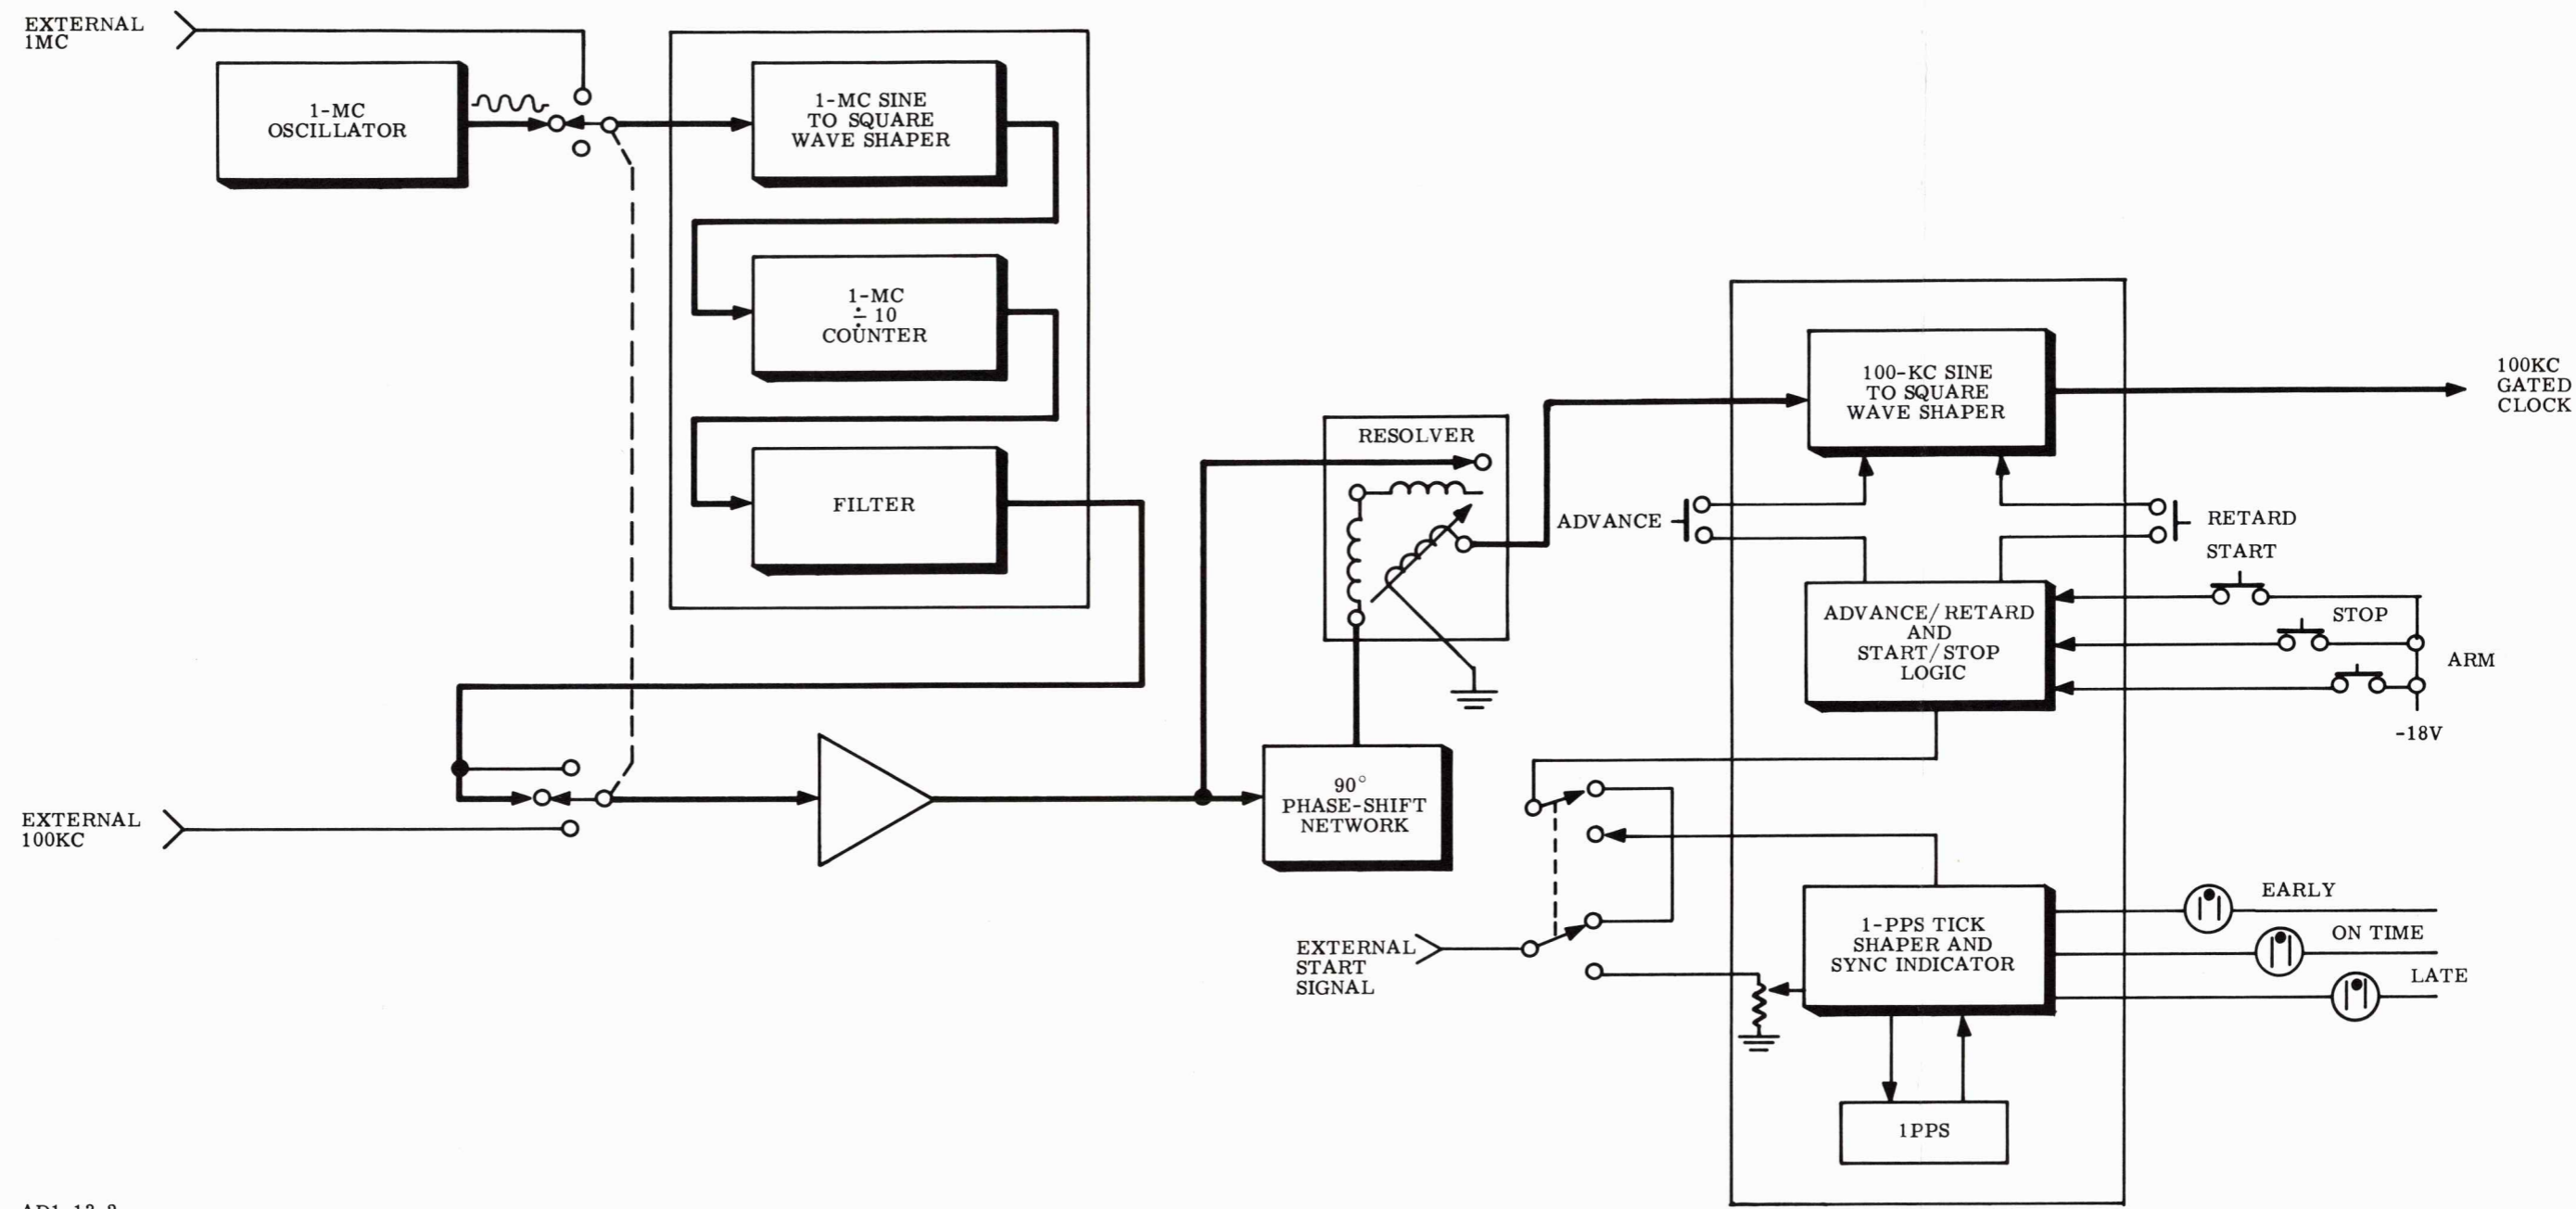 EXTERNAL
1MC
1-MC
OSCILLATOR
1-MC SINE
TO SQUARE
WAVE SHAPER
1-MC
÷ 10
COUNTER
FILTER
EXTERNAL
100KC
RESOLVER
90°
PHASE-SHIFT
NETWORK
100-KC SINE
TO SQUARE
WAVE SHAPER
100KC
GATED
CLOCK
ADVANCE
RETARD
START
STOP
ARM
-18V
ADVANCE/RETARD
AND
START/STOP
LOGIC
EXTERNAL
START
SIGNAL
1-PPS TICK
SHAPER AND
SYNC INDICATOR
EARLY
ON TIME
LATE
1PPS